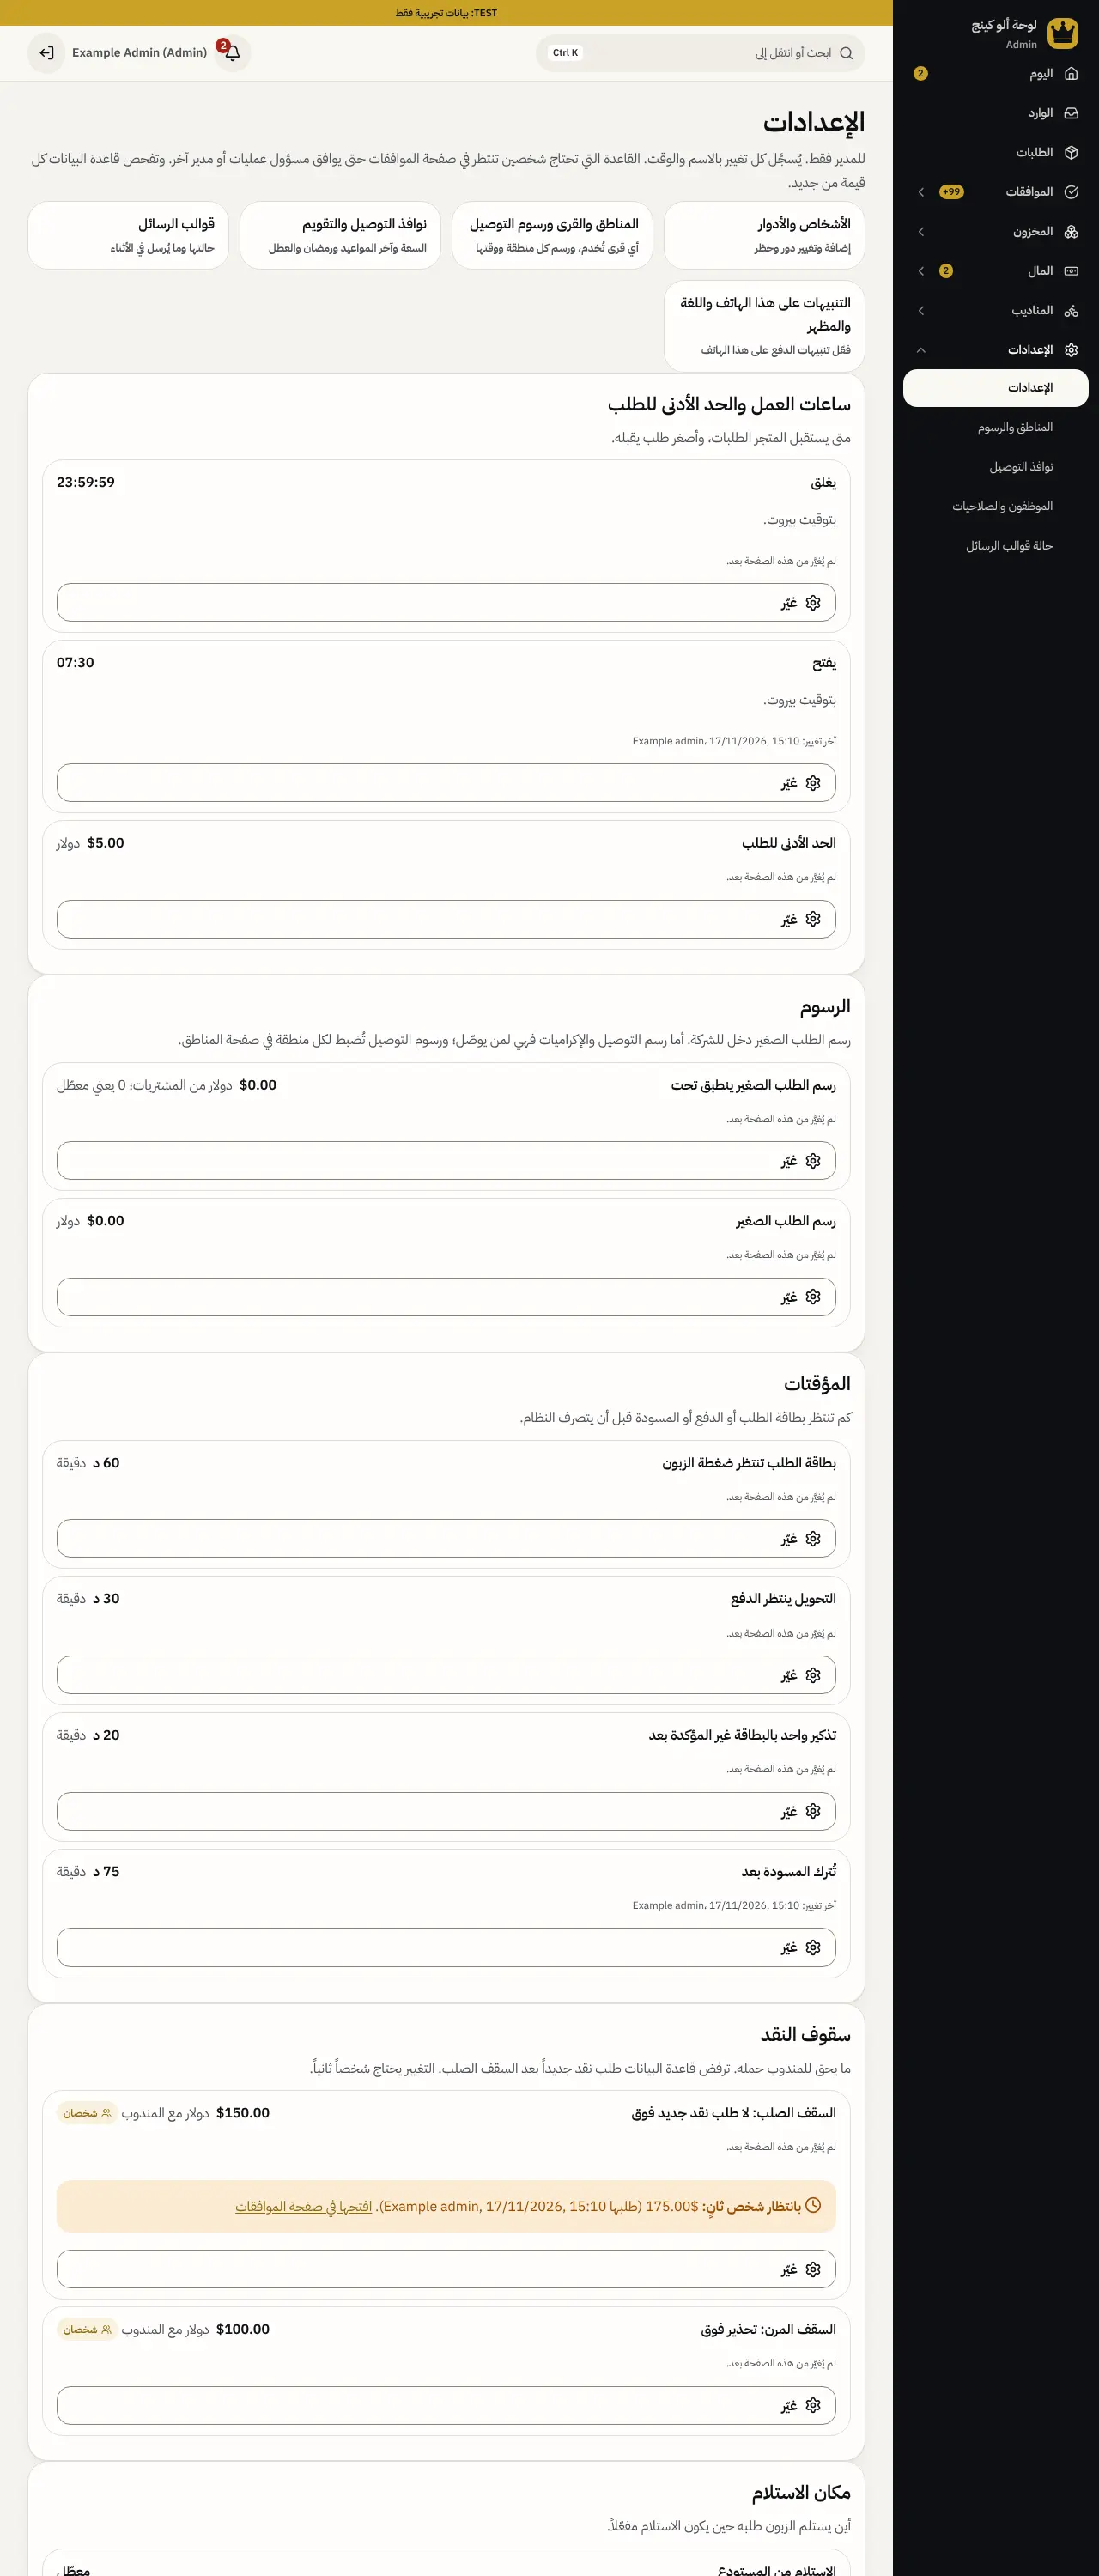 TEST: بيانات تجريبية فقط
لوحة ألو كينج
Admin
ابحث أو انتقل إلى
Ctrl K
2
Example Admin (Admin)
اليوم
2
الوارد
الطلبات
الموافقات
99+
المخزون
المال
2
المناديب
الإعدادات
الإعدادات
المناطق والرسوم
نوافذ التوصيل
الموظفون والصلاحيات
حالة قوالب الرسائل
الإعدادات
للمدير فقط. يُسجَّل كل تغيير بالاسم والوقت. القاعدة التي تحتاج شخصين تنتظر في صفحة الموافقات حتى يوافق مسؤول عمليات أو مدير آخر. وتفحص قاعدة البيانات كل
قيمة من جديد.
الأشخاص والأدوار
إضافة وتغيير دور وحظر
المناطق والقرى ورسوم التوصيل
أي قرى تُخدم، ورسم كل منطقة ووقتها
نوافذ التوصيل والتقويم
السعة وآخر المواعيد ورمضان والعطل
قوالب الرسائل
حالتها وما يُرسل في الأثناء
التنبيهات على هذا الهاتف واللغة
والمظهر
فعّل تنبيهات الدفع على هذا الهاتف
ساعات العمل والحد الأدنى للطلب
متى يستقبل المتجر الطلبات، وأصغر طلب يقبله.
يغلق
23:59:59
بتوقيت بيروت.
لم يُغيَّر من هذه الصفحة بعد.
غيّر
يفتح
07:30
بتوقيت بيروت.
آخر تغيير: Example admin، 17/11/2026, 15:10
غيّر
الحد الأدنى للطلب
$5.00 دولار
لم يُغيَّر من هذه الصفحة بعد.
غيّر
الرسوم
رسم الطلب الصغير دخل للشركة. أما رسم التوصيل والإكراميات فهي لمن يوصّل؛ ورسوم التوصيل تُضبط لكل منطقة في صفحة المناطق.
رسم الطلب الصغير ينطبق تحت
$0.00 دولار من المشتريات؛ 0 يعني معطّل
لم يُغيَّر من هذه الصفحة بعد.
غيّر
رسم الطلب الصغير
$0.00 دولار
لم يُغيَّر من هذه الصفحة بعد.
غيّر
المؤقتات
كم تنتظر بطاقة الطلب أو الدفع أو المسودة قبل أن يتصرف النظام.
بطاقة الطلب تنتظر ضغطة الزبون
60 د دقيقة
لم يُغيَّر من هذه الصفحة بعد.
غيّر
التحويل ينتظر الدفع
30 د دقيقة
لم يُغيَّر من هذه الصفحة بعد.
غيّر
تذكير واحد بالبطاقة غير المؤكدة بعد
20 د دقيقة
لم يُغيَّر من هذه الصفحة بعد.
غيّر
تُترك المسودة بعد
75 د دقيقة
آخر تغيير: Example admin، 17/11/2026, 15:10
غيّر
سقوف النقد
ما يحق للمندوب حمله. ترفض قاعدة البيانات طلب نقد جديداً بعد السقف الصلب. التغيير يحتاج شخصاً ثانياً.
السقف الصلب: لا طلب نقد جديد فوق
$150.00 دولار مع المندوب
شخصان
لم يُغيَّر من هذه الصفحة بعد.
بانتظار شخص ثانٍ: $175.00 (طلبها Example admin, 17/11/2026, 15:10). افتحها في صفحة الموافقات
غيّر
السقف المرن: تحذير فوق
$100.00 دولار مع المندوب
شخصان
لم يُغيَّر من هذه الصفحة بعد.
غيّر
مكان الاستلام
أين يستلم الزبون طلبه حين يكون الاستلام مفعّلاً.
الاستلام من المستودع
معطّل